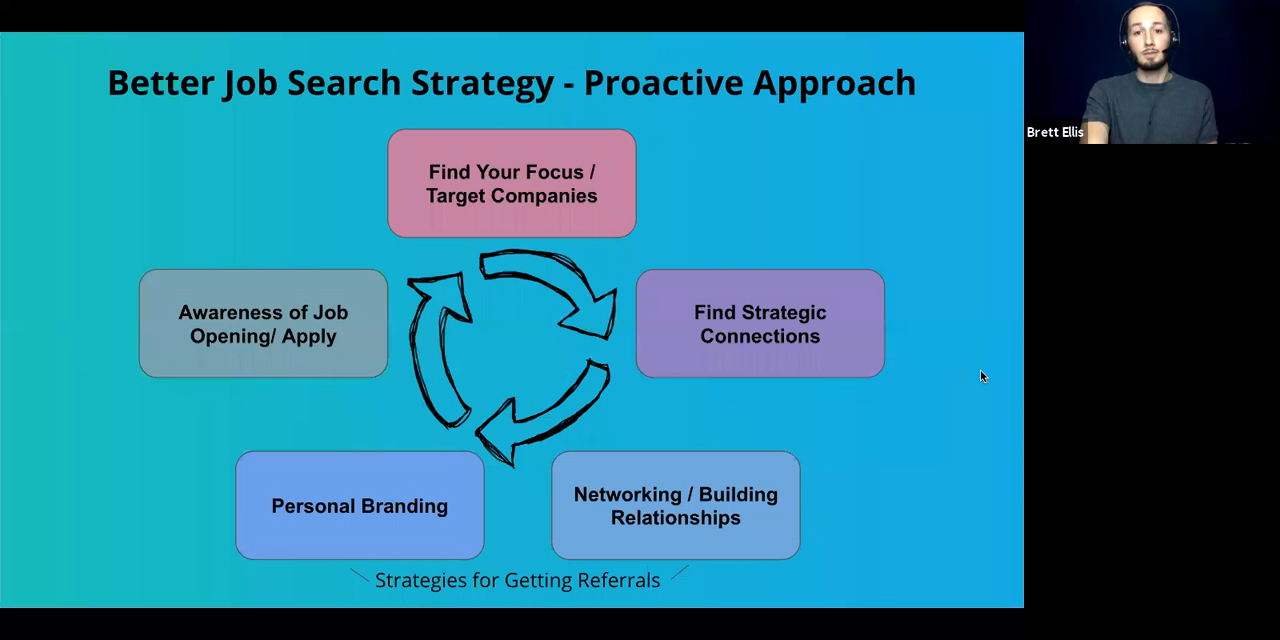 Better Job Search Strategy - Proactive Approach
Find Your Focus /
Target Companies
Find Strategic
Connections
Networking / Building
Relationships
Personal Branding
Awareness of Job
Opening/ Apply
Strategies for Getting Referrals
Brett Ellis